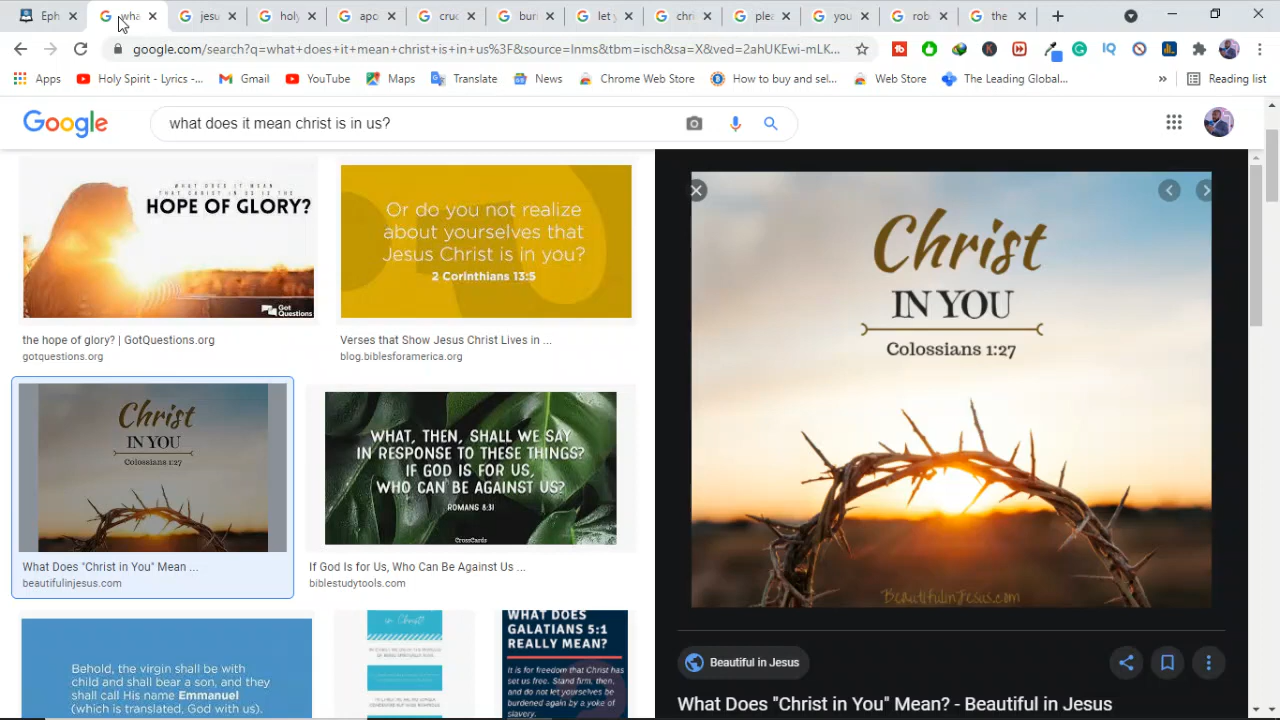 Eph
wha
jesu
holy
apo
cruc
buri
let y
chri
plea
you
rob
the
google.com/search?q=what+does+it+mean+christ+is+in+us%3F&source=lnms&tbm=isch&sa=X&ved=2ahUKEwi-mLK...
Apps
Holy Spirit - Lyrics -...
Gmail
YouTube
Maps
Translate
News
Chrome Web Store
How to buy and sel...
Web Store
The Leading Global...
»
Reading list
Google
what does it mean christ is in us?
WHAT DOES IT MEAN
THAT CHRIST IN US IS THE
HOPE OF GLORY?
Got
Questions
the hope of glory? | GotQuestions.org
gotquestions.org
Or do you not realize
about yourselves that
Jesus Christ is in you?
2 Corinthians 13:5
Verses that Show Jesus Christ Lives in ...
blog.biblesforamerica.org
Christ
IN YOU
Colossians 1:27
What Does "Christ in You" Mean ...
beautifulinjesus.com
WHAT, THEN, SHALL WE SAY
IN RESPONSE TO THESE THINGS?
IF GOD IS FOR US,
WHO CAN BE AGAINST US?
ROMANS 8:31
CROSSCARDS
If God Is for Us, Who Can Be Against Us ...
biblestudytools.com
Behold, the virgin shall be with
child and shall bear a son, and they
shall call His name Emmanuel
(which is translated, God with us).
in Christ!
WHAT DOES
GALATIANS 5:1
REALLY MEAN?
It is for freedom that Christ has
set us free. Stand firm, then,
and do not let yourselves be
burdened again by a yoke of
slavery.
Christ
IN YOU
Colossians 1:27
BeautifulinJesus.com
Beautiful in Jesus
What Does "Christ in You" Mean? - Beautiful in Jesus